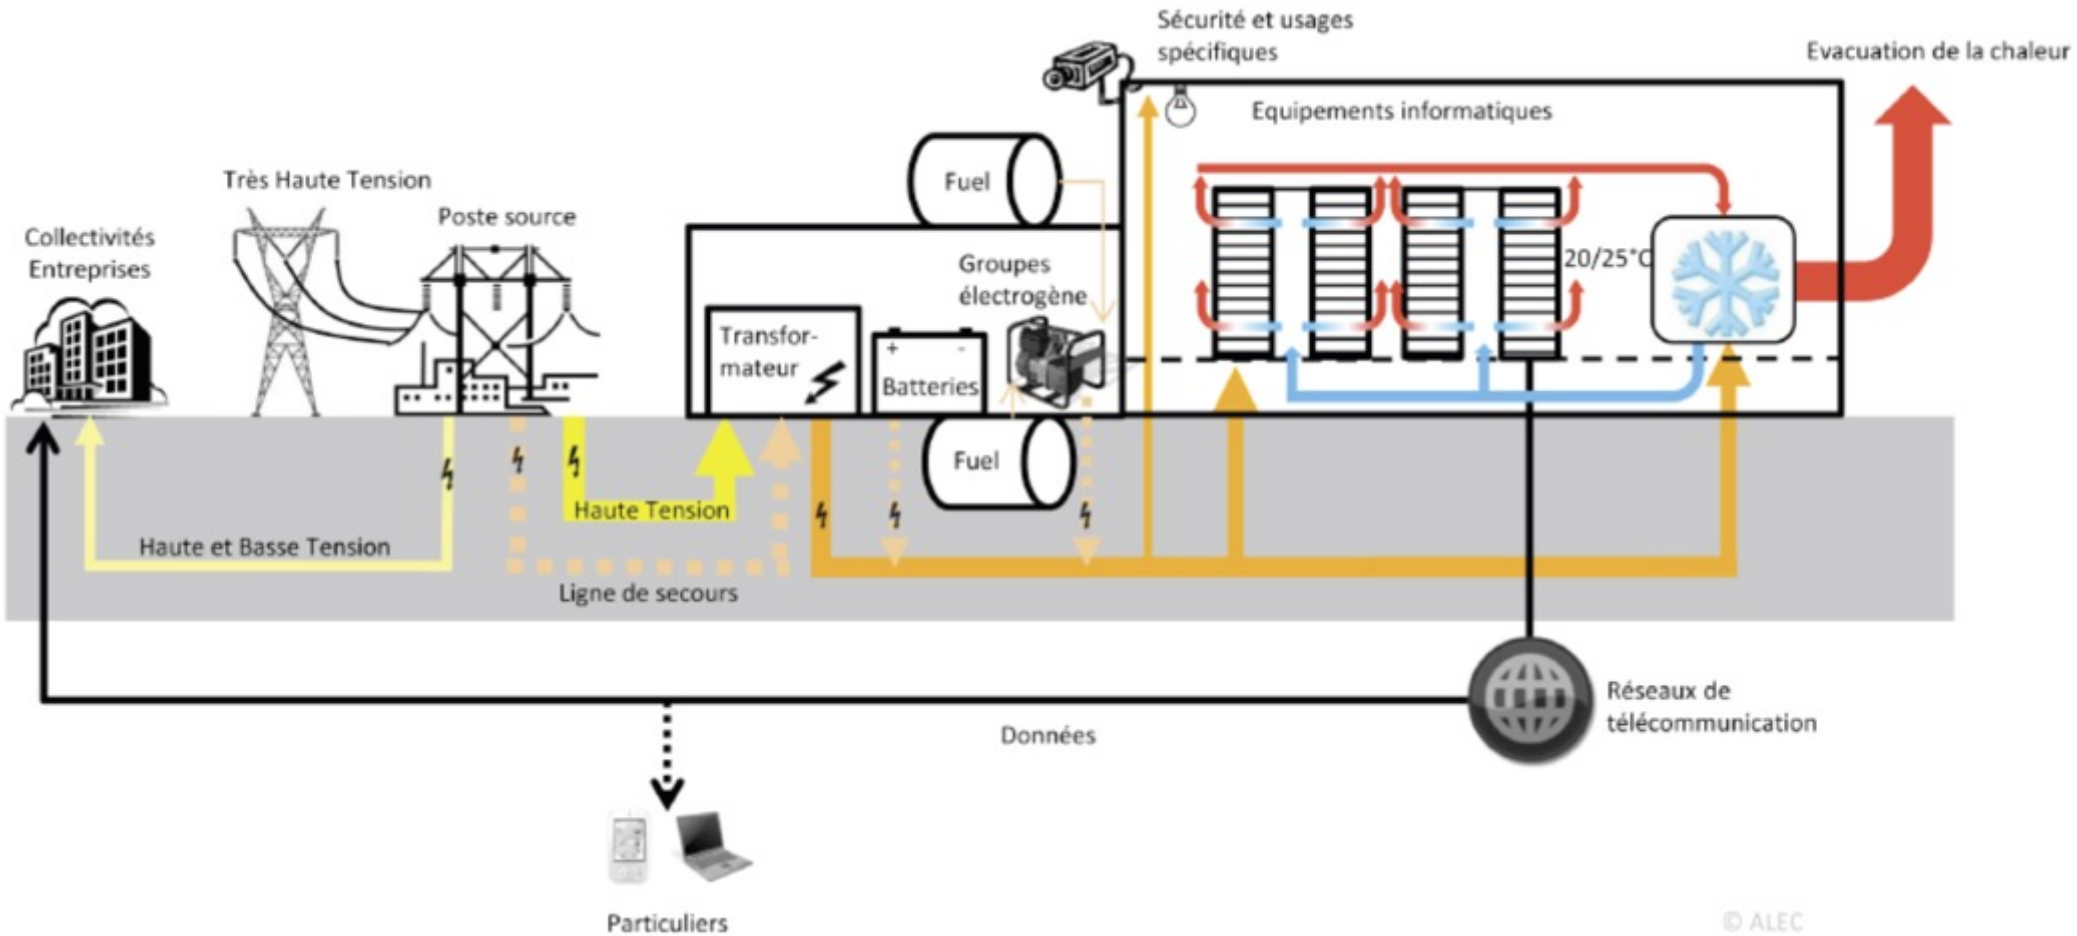 Sécurité et usages
spécifiques
Evacuation de la chaleur
Equipements informatiques
Très Haute Tension
Fuel
Poste source
Collectivités
Entreprises
Groupes
électrogène
20/25°C
Transfor-
mateur
+ -
Batteries
Fuel
Haute Tension
Haute et Basse Tension
Ligne de secours
Réseaux de
télécommunication
Données
Particuliers
© ALEC